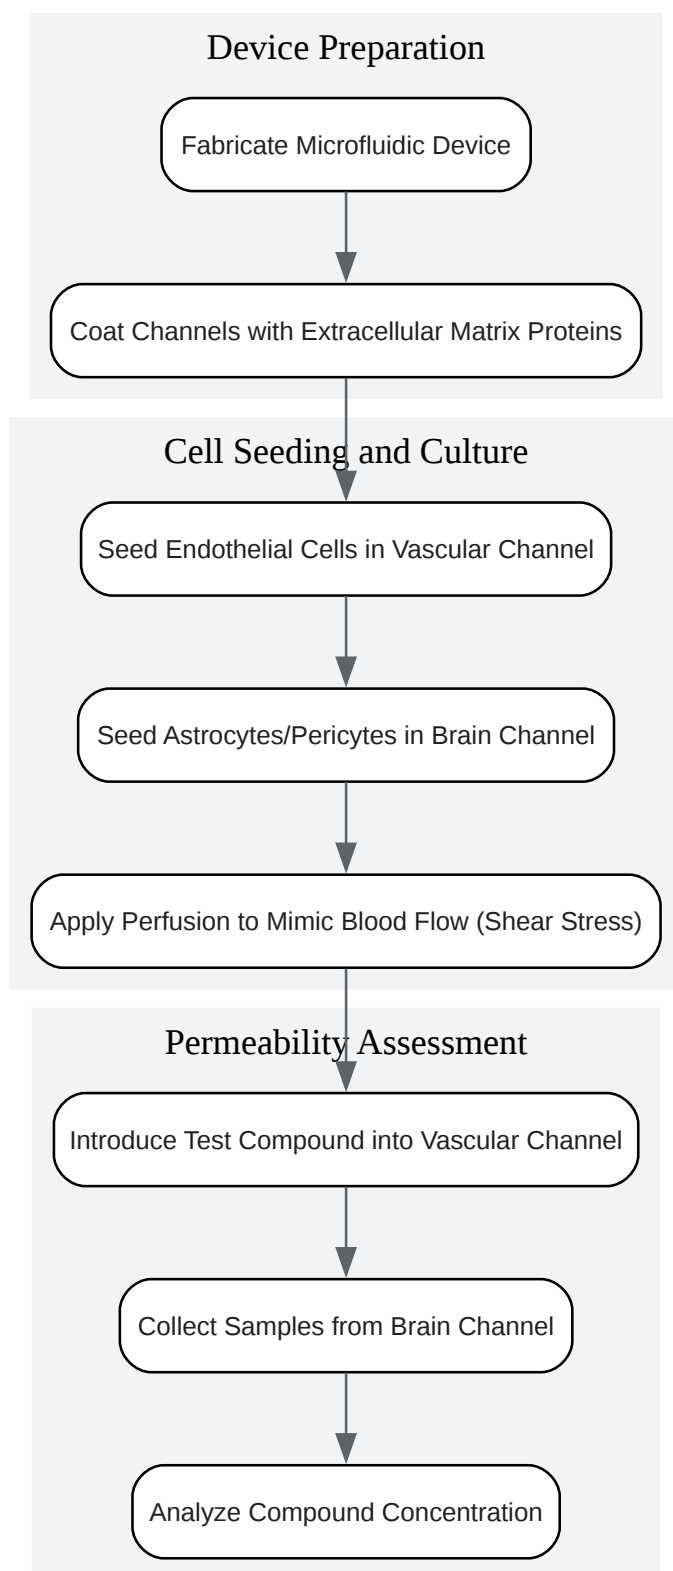 Device Preparation
Fabricate Microfluidic Device
Coat Channels with Extracellular Matrix Proteins
Cell Seeding and Culture
Seed Endothelial Cells in Vascular Channel
Seed Astrocytes/Pericytes in Brain Channel
Apply Perfusion to Mimic Blood Flow (Shear Stress)
Permeability Assessment
Introduce Test Compound into Vascular Channel
Collect Samples from Brain Channel
Analyze Compound Concentration